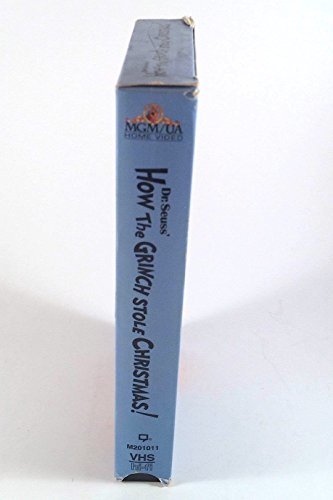 MGM/UA
HOME VIDEO
Dr. Seuss'
HOW THE GRINCH STOLE CHRISTMAS!
M201011
VHS
hi-fi